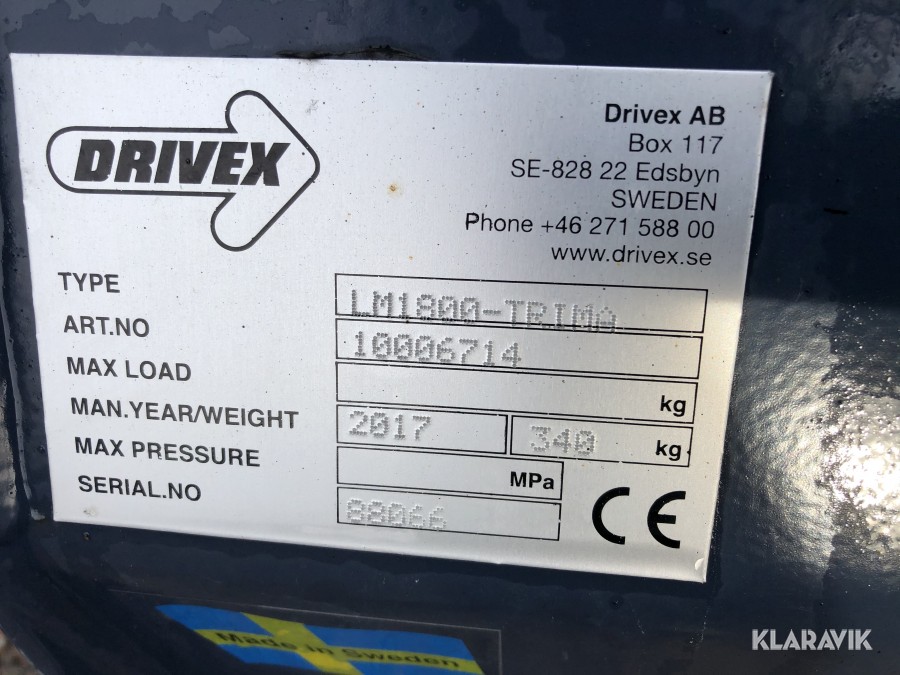 DRIVEX
Drivex AB
Box 117
SE-828 22 Edsbyn
SWEDEN
Phone +46 271 588 00
www.drivex.se
TYPE LM1800-TRIMA
ART.NO 10006714
MAX LOAD kg
MAN.YEAR/WEIGHT 2017 340 kg
MAX PRESSURE MPa
SERIAL.NO 88066
CE
Made in Sweden
KLARAVIK